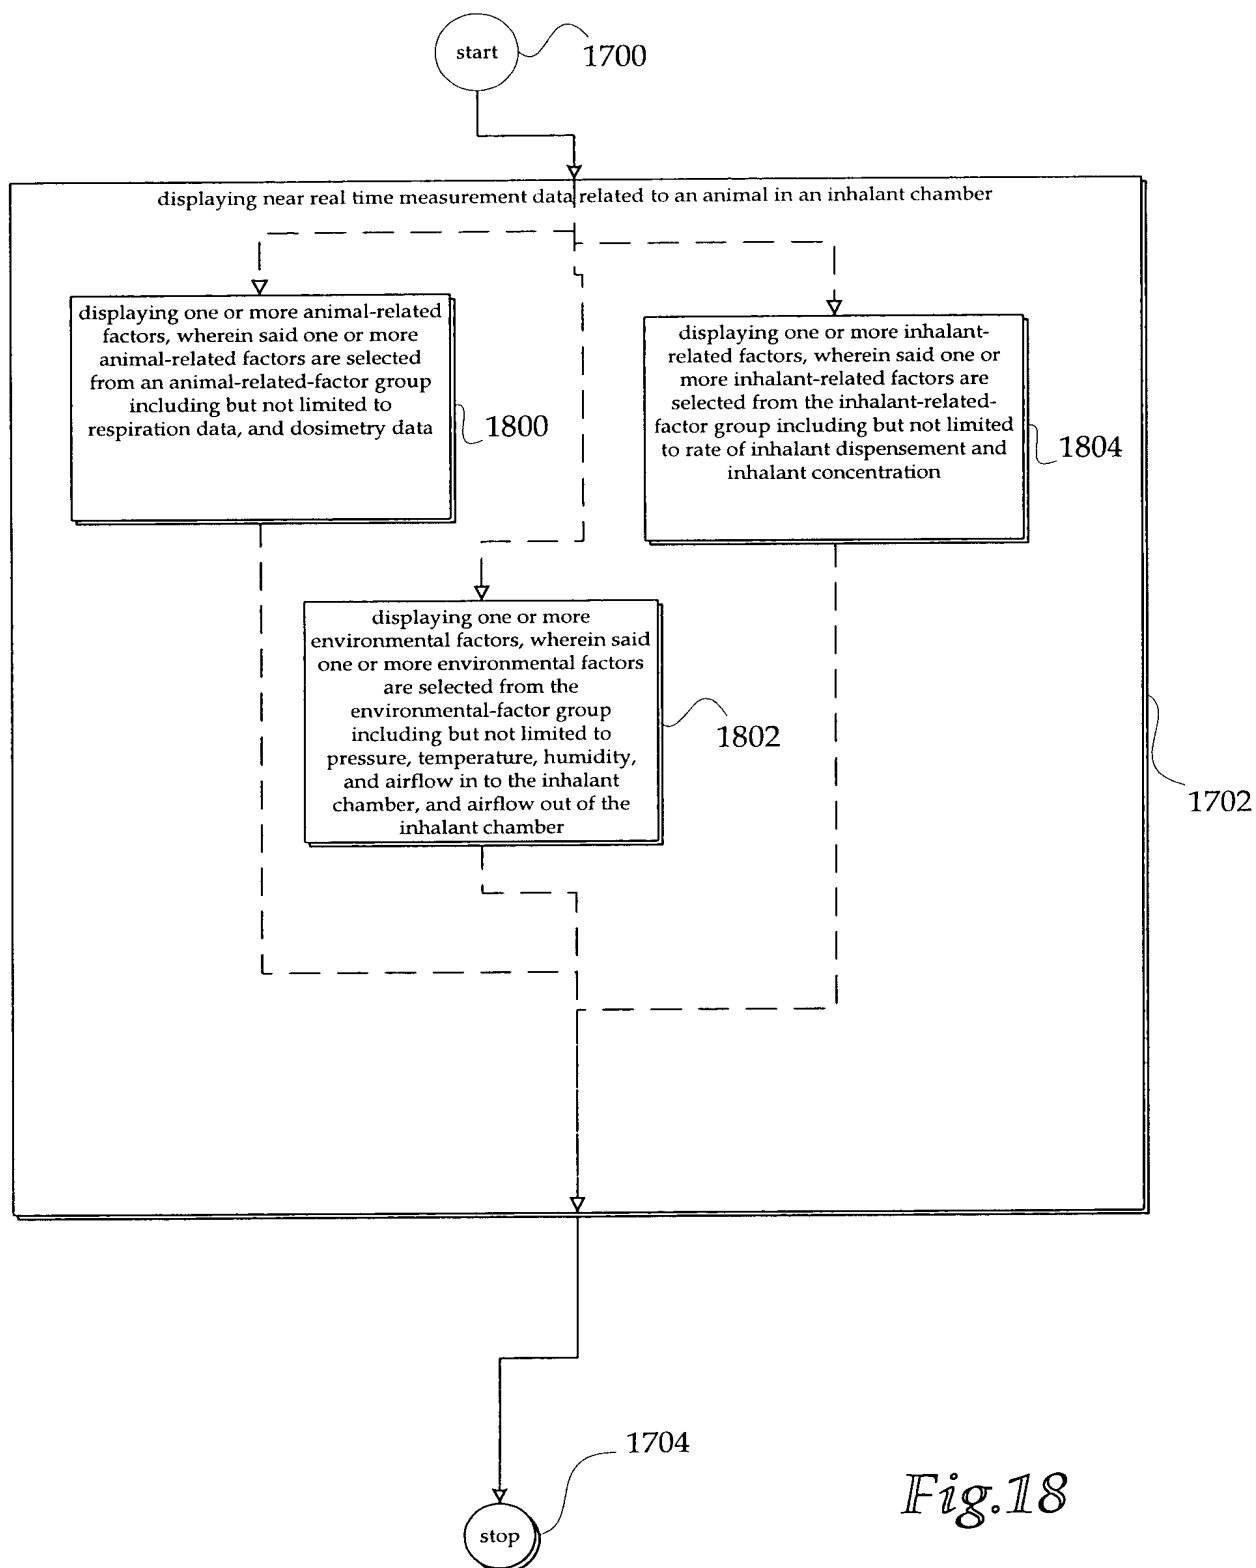 start
1700
displaying near real time measurement data related to an animal in an inhalant chamber
displaying one or more animal-related
factors, wherein said one or more
animal-related factors are selected
from an animal-related-factor group
including but not limited to
respiration data, and dosimetry data
1800
displaying one or more inhalant-
related factors, wherein said one or
more inhalant-related factors are
selected from the inhalant-related-
factor group including but not limited
to rate of inhalant dispensement and
inhalant concentration
1804
displaying one or more
environmental factors, wherein said
one or more environmental factors
are selected from the
environmental-factor group
including but not limited to
pressure, temperature, humidity,
and airflow in to the inhalant
chamber, and airflow out of the
inhalant chamber
1802
1702
1704
stop
Fig.18